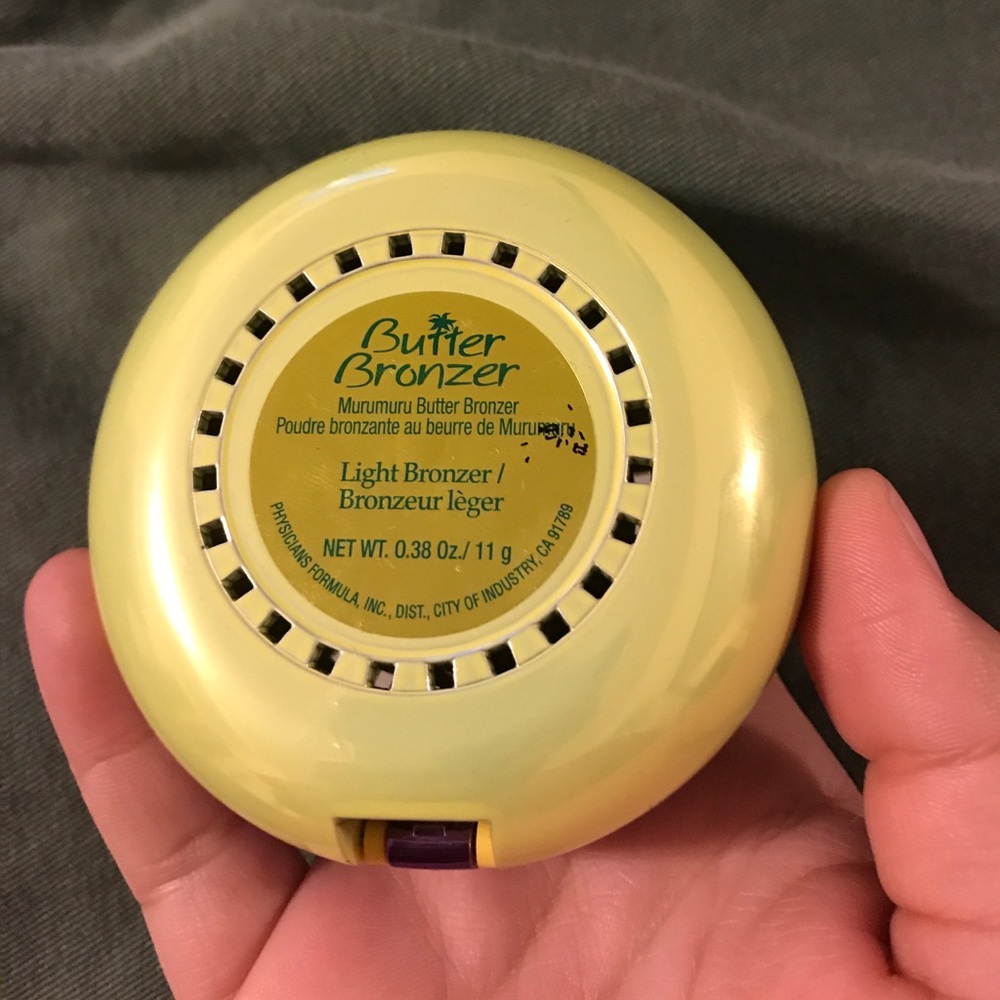 Butter
Bronzer
Murumuru Butter Bronzer
Poudre bronzante au beurre de Murumuru
Light Bronzer /
Bronzeur lèger
NET WT. 0.38 Oz./ 11 g
PHYSICIANS FORMULA, INC., DIST., CITY OF INDUSTRY, CA 91789